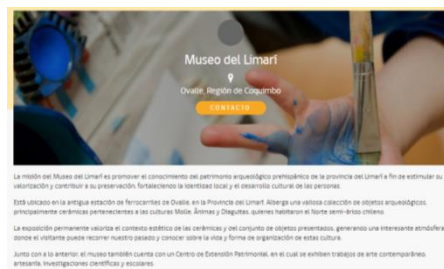 Museo del Limarí
Ovalle, Región de Coquimbo
CONTACTO
La misión del Museo del Limarí es promover el conocimiento del patrimonio arqueológico prehispánico de la provincia del Limarí a fin de estimular su
valorización y contribuir a su preservación, fortaleciendo la identidad local y el desarrollo cultural de las personas.
Está ubicado en la antigua estación de ferrocarriles de Ovalle, en la Provincia del Limarí. Alberga una valiosa colección de objetos arqueológicos,
principalmente cerámicas pertenecientes a las culturas Molle, Ánimas y Diaguitas, quienes habitaron el Norte semi-árido chileno.
La exposición permanente valoriza el contexto estético de las cerámicas y del conjunto de objetos presentados, generando una interesante atmósfera
donde el visitante puede recorrer nuestro pasado y conocer sobre la vida y forma de organización de estas cultura.
Junto con a lo anterior, el museo también cuenta con un Centro de Extensión Patrimonial, en el cual se exhiben trabajos de arte contemporáneo,
artesanía, investigaciones científicas y escolares.